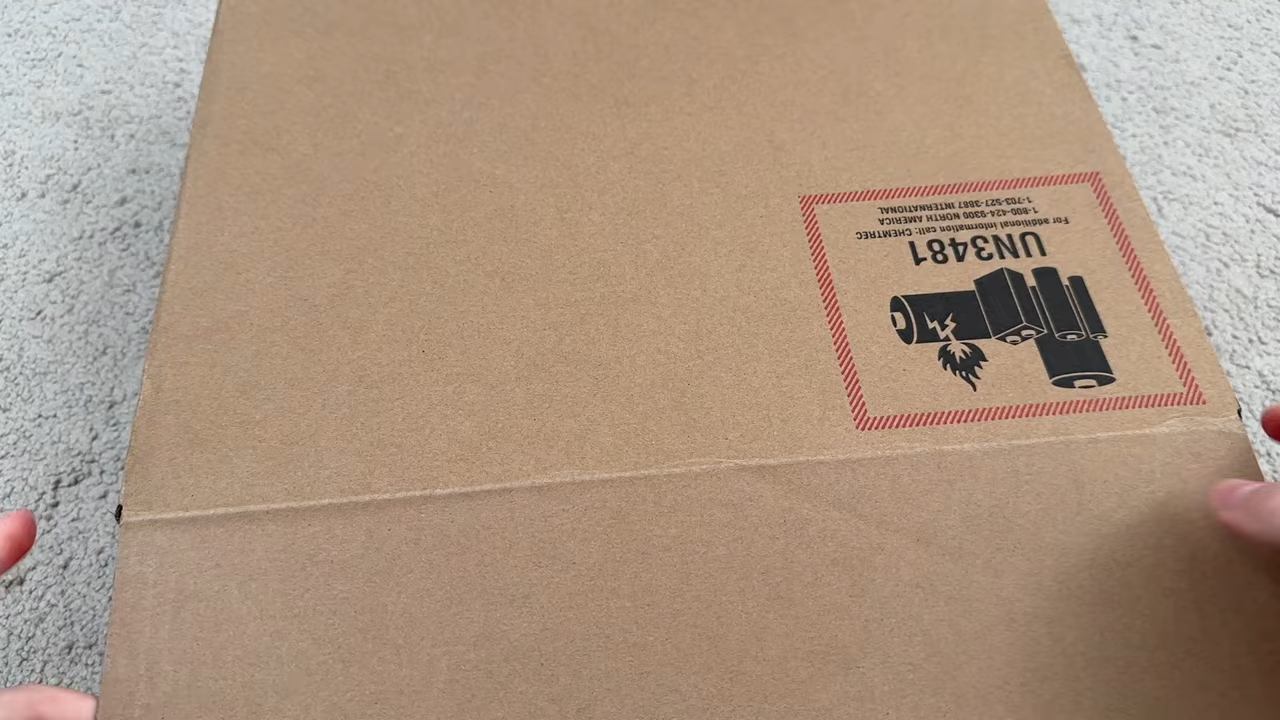 UN3481
For additional information call: CHEMTREC
1-800-424-9300 NORTH AMERICA
1-703-527-3887 INTERNATIONAL